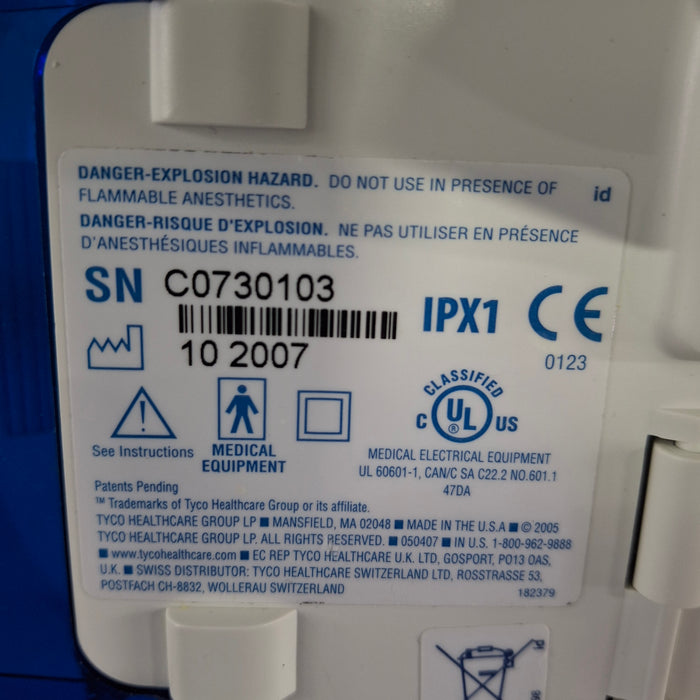 DANGER-EXPLOSION HAZARD. DO NOT USE IN PRESENCE OF
FLAMMABLE ANESTHETICS.
id
DANGER-RISQUE D'EXPLOSION. NE PAS UTILISER EN PRÉSENCE
D'ANESTHÉSIQUES INFLAMMABLES.
SN C0730103
IPX1 CE
0123
10 2007
See Instructions
MEDICAL
EQUIPMENT
CLASSIFIED
C UL ® US
MEDICAL ELECTRICAL EQUIPMENT
UL 60601-1, CAN/C SA C22.2 NO.601.1
47DA
Patents Pending
™ Trademarks of Tyco Healthcare Group or its affiliate.
TYCO HEALTHCARE GROUP LP ■ MANSFIELD, MA 02048 ■ MADE IN THE U.S.A ■ © 2005
TYCO HEALTHCARE GROUP LP. ALL RIGHTS RESERVED. ■ 050407 ■ IN U.S. 1-800-962-9888
■ www.tycohealthcare.com ■ EC REP TYCO HEALTHCARE U.K. LTD, GOSPORT, PO13 OAS,
U.K. ■ SWISS DISTRIBUTOR: TYCO HEALTHCARE SWITZERLAND LTD, ROSSTRASSE 53,
POSTFACH CH-8832, WOLLERAU SWITZERLAND
182379